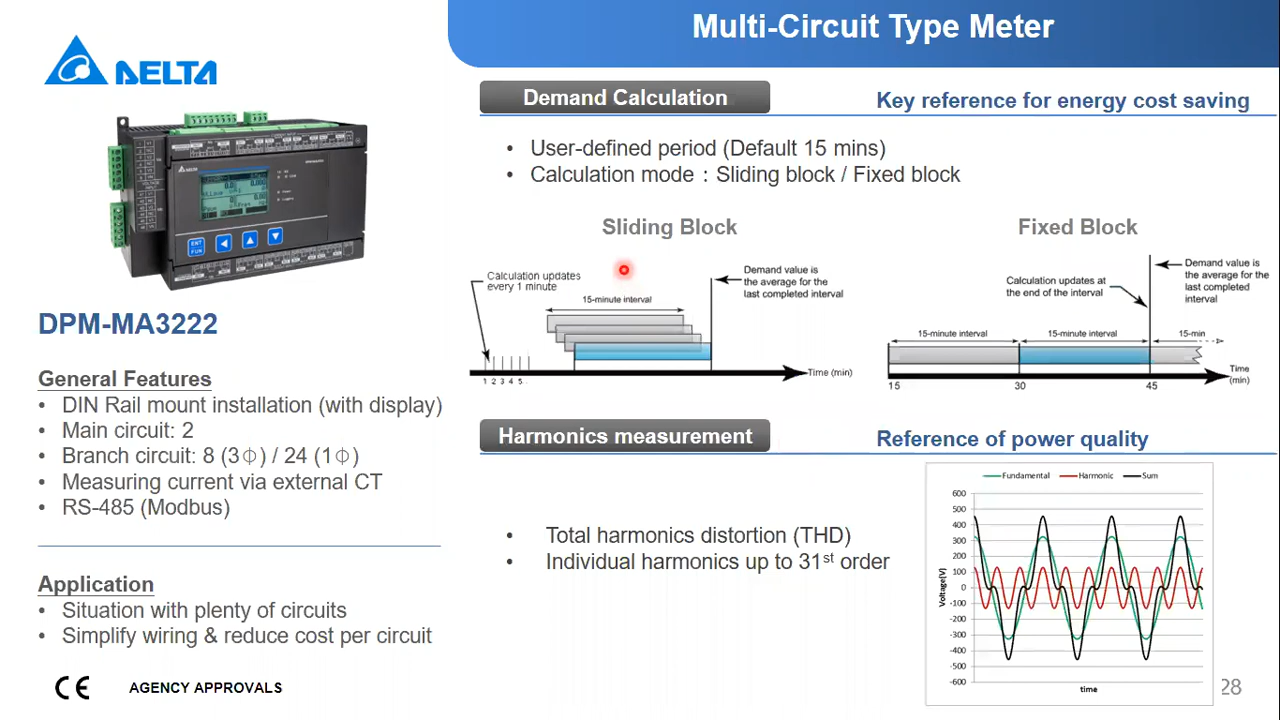 Multi-Circuit Type Meter
DELTA
DPM-MA3222
General Features
• DIN Rail mount installation (with display)
• Main circuit: 2
• Branch circuit: 8 (3Φ) / 24 (1Φ)
• Measuring current via external CT
• RS-485 (Modbus)
Application
• Situation with plenty of circuits
• Simplify wiring & reduce cost per circuit
CE AGENCY APPROVALS
Demand Calculation
Key reference for energy cost saving
• User-defined period (Default 15 mins)
• Calculation mode：Sliding block / Fixed block
Sliding Block
Calculation updates
every 1 minute
15-minute interval
Demand value is
the average for the
last completed interval
1 2 3 4 5..
Time (min)
Fixed Block
Calculation updates at
the end of the interval
Demand value is
the average for the
last completed
interval
15-minute interval
15-minute interval
15-min
15
30
45
Time
(min)
Harmonics measurement
Reference of power quality
• Total harmonics distortion (THD)
• Individual harmonics up to 31st order
Fundamental Harmonic Sum
Voltage(V)
600
500
400
300
200
100
0
-100
-200
-300
-400
-500
-600
time
28